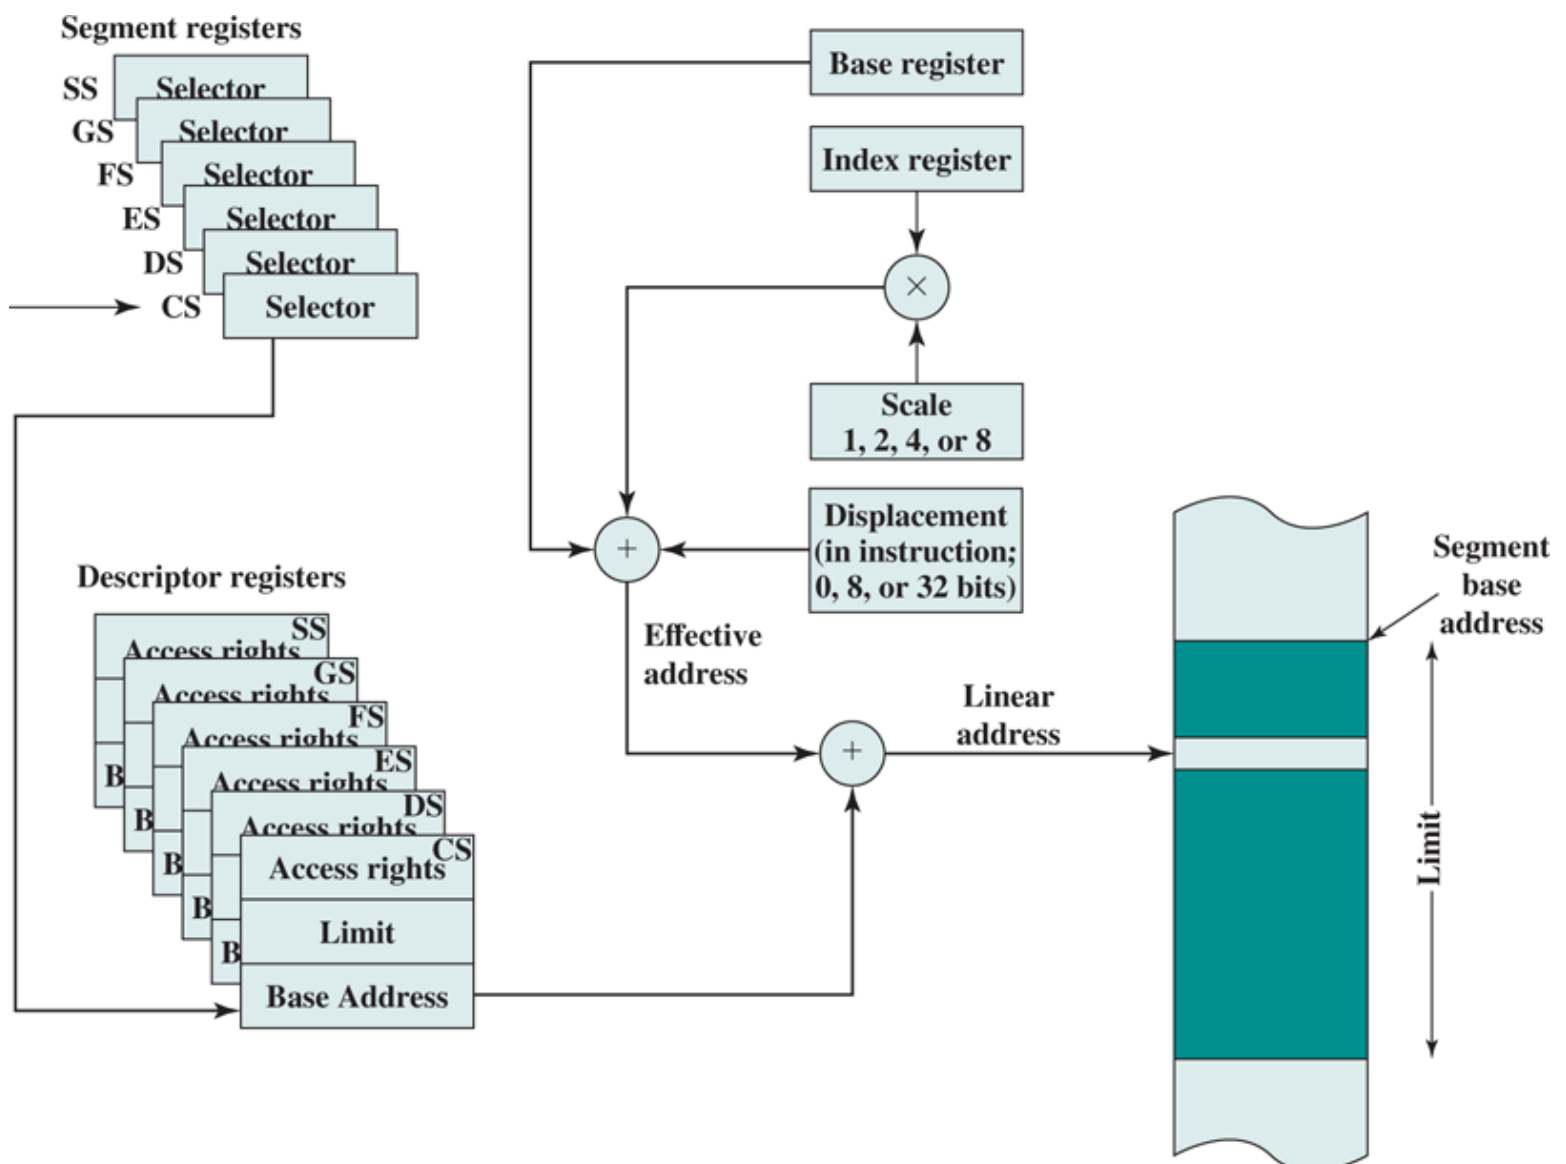 Segment registers
SS
Selector
GS
Selector
FS
Selector
ES
Selector
DS
Selector
CS
Selector
Base register
Index register
×
Scale
1, 2, 4, or 8
Displacement
(in instruction;
0, 8, or 32 bits)
+
Effective
address
Descriptor registers
SS
Access rights
B
GS
Access rights
B
FS
Access rights
B
ES
Access rights
B
DS
Access rights
B
CS
Access rights
Limit
Base Address
+
Linear
address
Segment
base
address
Limit